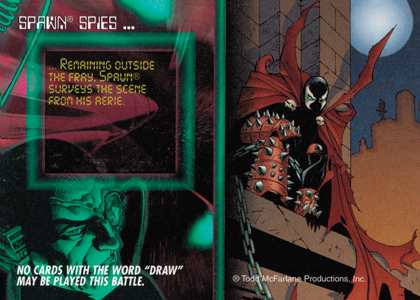 SPAWN® SPIES ...
... REMAINING OUTSIDE
THE FRAY, SPAWN®
SURVEYS THE SCENE
FROM HIS AERIE.
NO CARDS WITH THE WORD "DRAW"
MAY BE PLAYED THIS BATTLE.
® Todd McFarlane Productions, Inc.